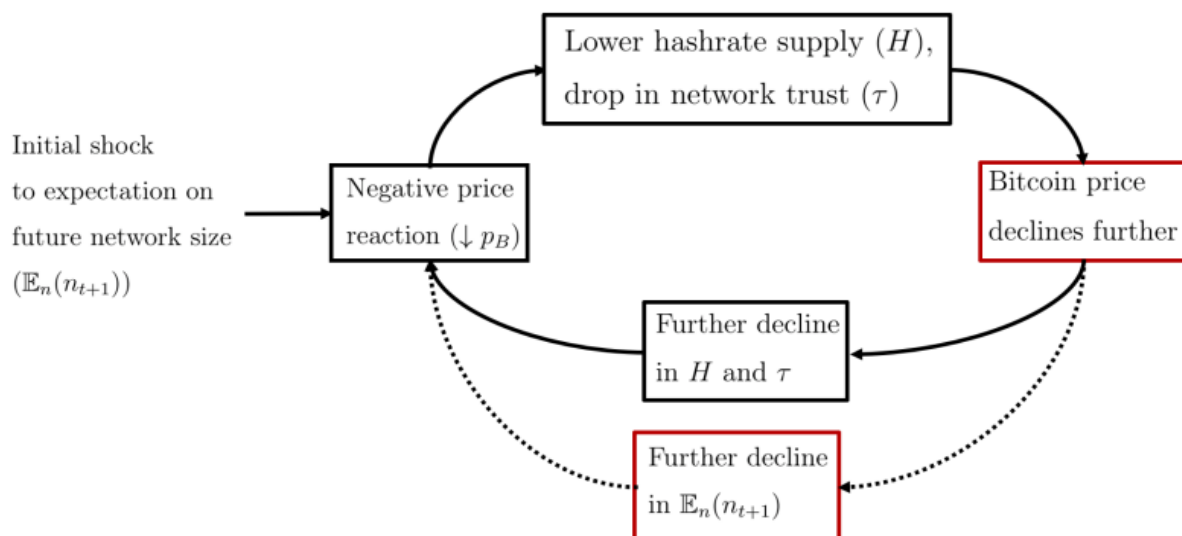 Lower hashrate supply (H),
drop in network trust (τ)
Initial shock
to expectation on
future network size
(𝔼ₙ(nₜ₊₁))
Negative price
reaction (↓ p_B)
Bitcoin price
declines further
Further decline
in H and τ
Further decline
in 𝔼ₙ(nₜ₊₁)